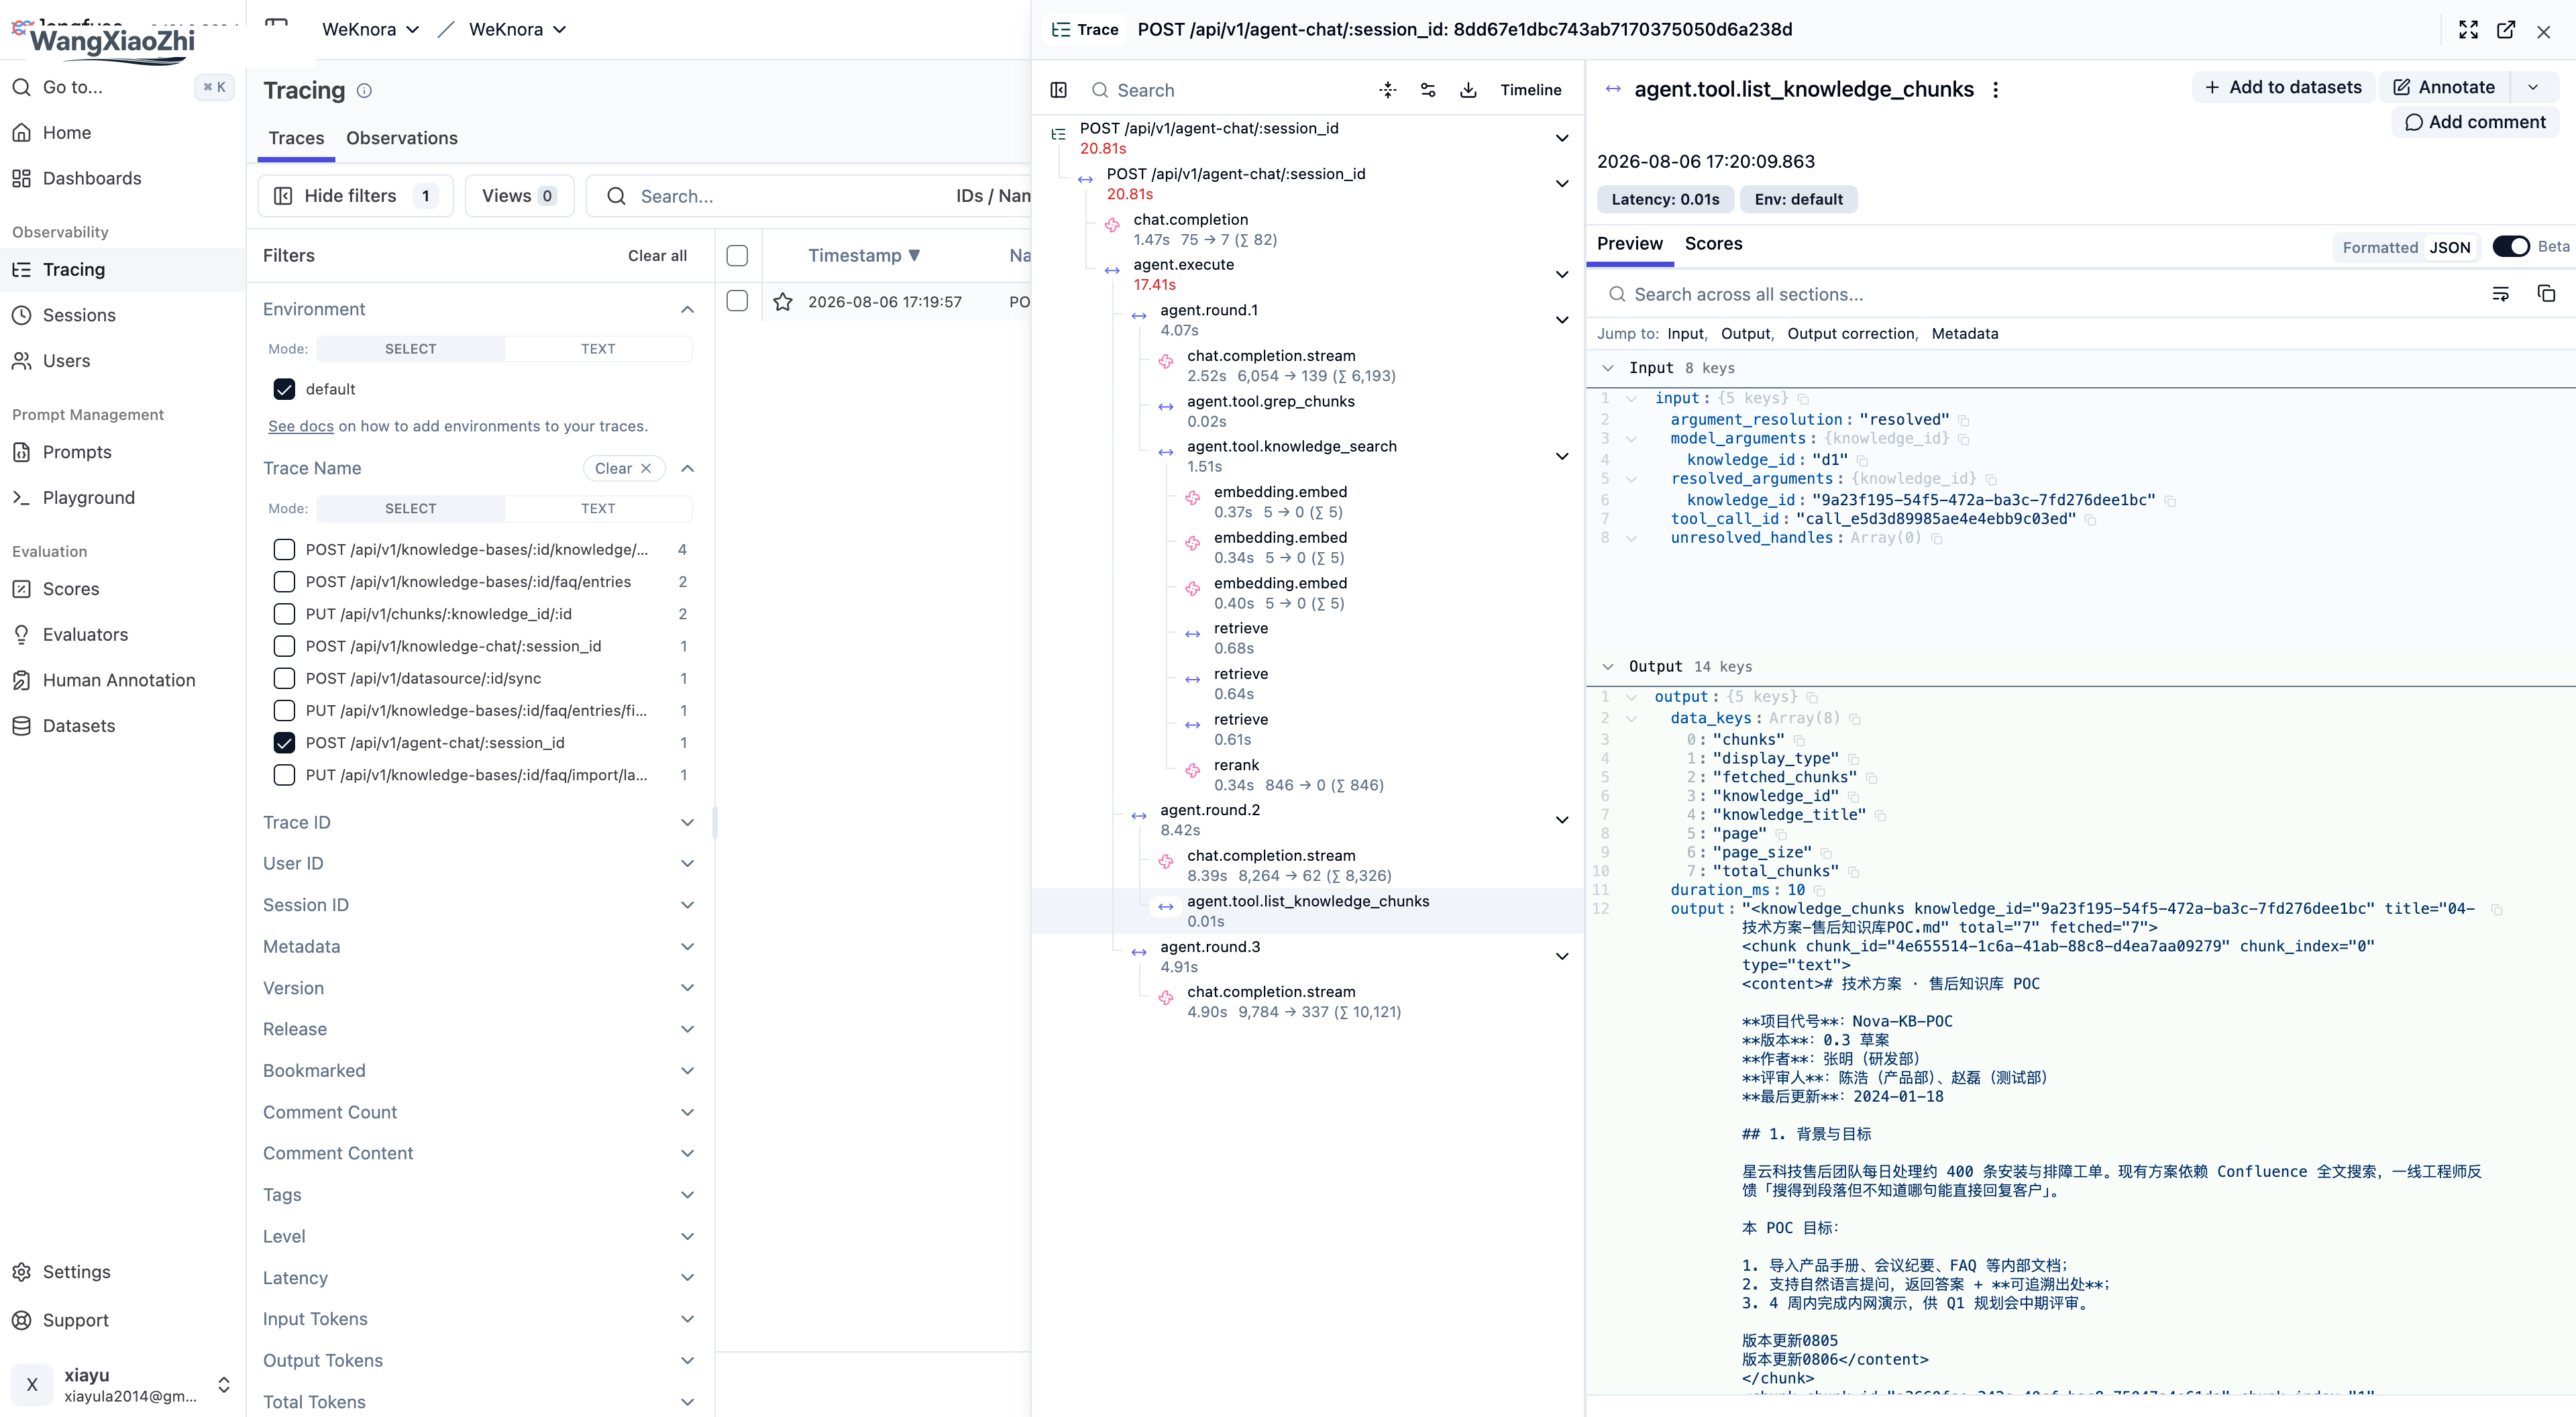 WangXiaoZhi
Go to...
⌘ K
Home
Dashboards
Observability
Tracing
Sessions
Users
Prompt Management
Prompts
Playground
Evaluation
Scores
Evaluators
Human Annotation
Datasets
Settings
Support
X
xiayu
xiayula2014@gm...
WeKnora
WeKnora
Tracing
Traces
Observations
Hide filters 1
Views 0
Search...
IDs / Nan
Filters
Clear all
Environment
Mode: SELECT TEXT
default
See docs on how to add environments to your traces.
Trace Name
Clear ×
Mode: SELECT TEXT
POST /api/v1/knowledge-bases/:id/knowledge/... 4
POST /api/v1/knowledge-bases/:id/faq/entries 2
PUT /api/v1/chunks/:knowledge_id/:id 2
POST /api/v1/knowledge-chat/:session_id 1
POST /api/v1/datasource/:id/sync 1
PUT /api/v1/knowledge-bases/:id/faq/entries/fi... 1
POST /api/v1/agent-chat/:session_id 1
PUT /api/v1/knowledge-bases/:id/faq/import/la... 1
Trace ID
User ID
Session ID
Metadata
Version
Release
Bookmarked
Comment Count
Comment Content
Tags
Level
Latency
Input Tokens
Output Tokens
Total Tokens
Timestamp ▼
Na
2026-08-06 17:19:57
PO
Trace
POST /api/v1/agent-chat/:session_id: 8dd67e1dbc743ab7170375050d6a238d
Search
Timeline
POST /api/v1/agent-chat/:session_id
20.81s
POST /api/v1/agent-chat/:session_id
20.81s
chat.completion
1.47s 75 → 7 (∑ 82)
agent.execute
17.41s
agent.round.1
4.07s
chat.completion.stream
2.52s 6,054 → 139 (∑ 6,193)
agent.tool.grep_chunks
0.02s
agent.tool.knowledge_search
1.51s
embedding.embed
0.37s 5 → 0 (∑ 5)
embedding.embed
0.34s 5 → 0 (∑ 5)
embedding.embed
0.40s 5 → 0 (∑ 5)
retrieve
0.68s
retrieve
0.64s
retrieve
0.61s
rerank
0.34s 846 → 0 (∑ 846)
agent.round.2
8.42s
chat.completion.stream
8.39s 8,264 → 62 (∑ 8,326)
agent.tool.list_knowledge_chunks
0.01s
agent.round.3
4.91s
chat.completion.stream
4.90s 9,784 → 337 (∑ 10,121)
agent.tool.list_knowledge_chunks
+ Add to datasets
Annotate
Add comment
2026-08-06 17:20:09.863
Latency: 0.01s
Env: default
Preview
Scores
Formatted JSON
Beta
Search across all sections...
Jump to: Input, Output, Output correction, Metadata
Input 8 keys
1 input: {5 keys}
2 argument_resolution: "resolved"
3 model_arguments: {knowledge_id}
4 knowledge_id: "d1"
5 resolved_arguments: {knowledge_id}
6 knowledge_id: "9a23f195-54f5-472a-ba3c-7fd276dee1bc"
7 tool_call_id: "call_e5d3d89985ae4e4ebb9c03ed"
8 unresolved_handles: Array(0)
Output 14 keys
1 output: {5 keys}
2 data_keys: Array(8)
3 0: "chunks"
4 1: "display_type"
5 2: "fetched_chunks"
6 3: "knowledge_id"
7 4: "knowledge_title"
8 5: "page"
9 6: "page_size"
10 7: "total_chunks"
11 duration_ms: 10
12 output: "<knowledge_chunks knowledge_id="9a23f195-54f5-472a-ba3c-7fd276dee1bc" title="04-
技术方案-售后知识库POC.md" total="7" fetched="7">
<chunk chunk_id="4e655514-1c6a-41ab-88c8-d4ea7aa09279" chunk_index="0"
type="text">
<content># 技术方案 · 售后知识库 POC
**项目代号**: Nova-KB-POC
**版本**: 0.3 草案
**作者**: 张明（研发部）
**评审人**: 陈浩（产品部）、赵磊（测试部）
**最后更新**: 2024-01-18
## 1. 背景与目标
星云科技售后团队每日处理约 400 条安装与排障工单。现有方案依赖 Confluence 全文搜索，一线工程师反
馈「搜得到段落但不知道哪句能直接回复客户」。
本 POC 目标：
1. 导入产品手册、会议纪要、FAQ 等内部文档；
2. 支持自然语言提问，返回答案 + **可追溯出处**；
3. 4 周内完成内网演示，供 Q1 规划会中期评审。
版本更新0805
版本更新0806</content>
</chunk>